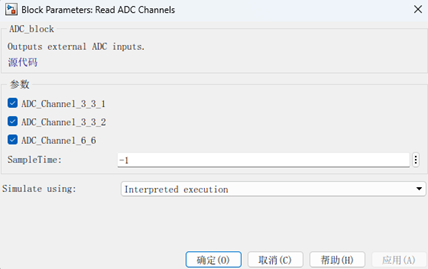 Block Parameters: Read ADC Channels
ADC_block
Outputs external ADC inputs.
源代码
参数
ADC_Channel_3_3_1
ADC_Channel_3_3_2
ADC_Channel_6_6
SampleTime: -1
Simulate using: Interpreted execution
确定(O) 取消(C) 帮助(H) 应用(A)